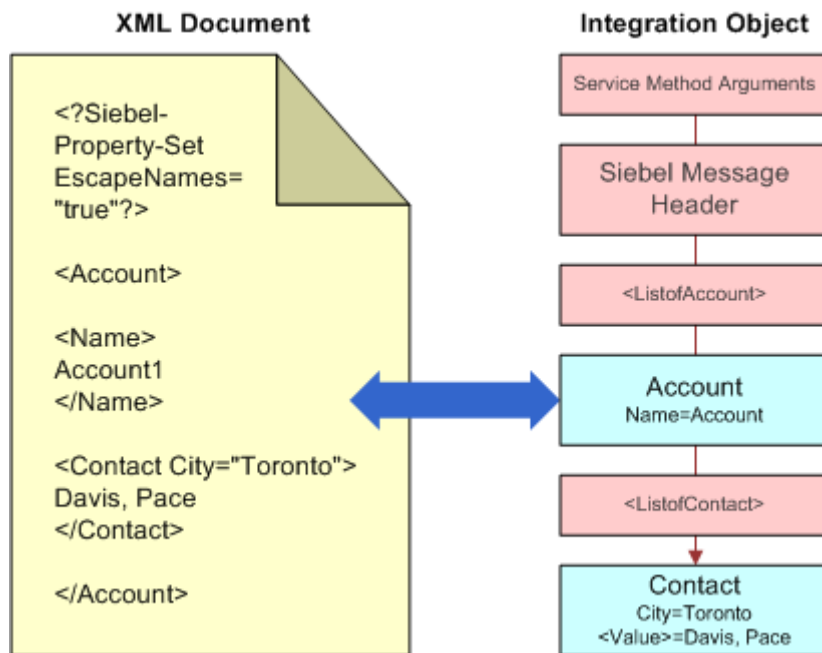 XML Document
<?Siebel-
Property-Set
EscapeNames=
"true"?>
<Account>
<Name>
Account1
</Name>
<Contact City="Toronto">
Davis, Pace
</Contact>
</Account>
Integration Object
Service Method Arguments
Siebel Message
Header
<ListofAccount>
Account
Name=Account
<ListofContact>
Contact
City=Toronto
<Value>=Davis, Pace